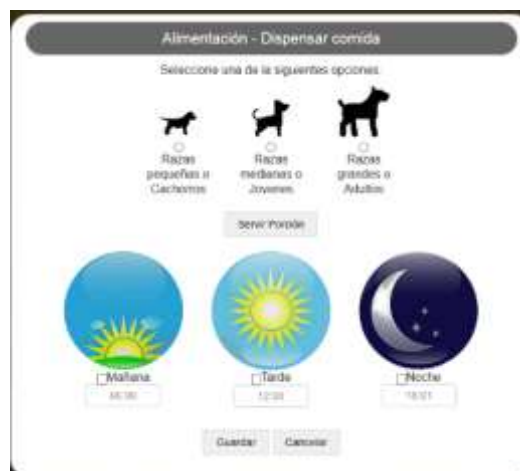 Alimentación - Dispensar comida
Seleccione una de la siguientes opciones
Razas pequeñas o Cachorros
Razas medianas o Jovenes
Razas grandes o Adultos
Servir Porción
Mañana
Tarde
Noche
Guardar
Cancelar